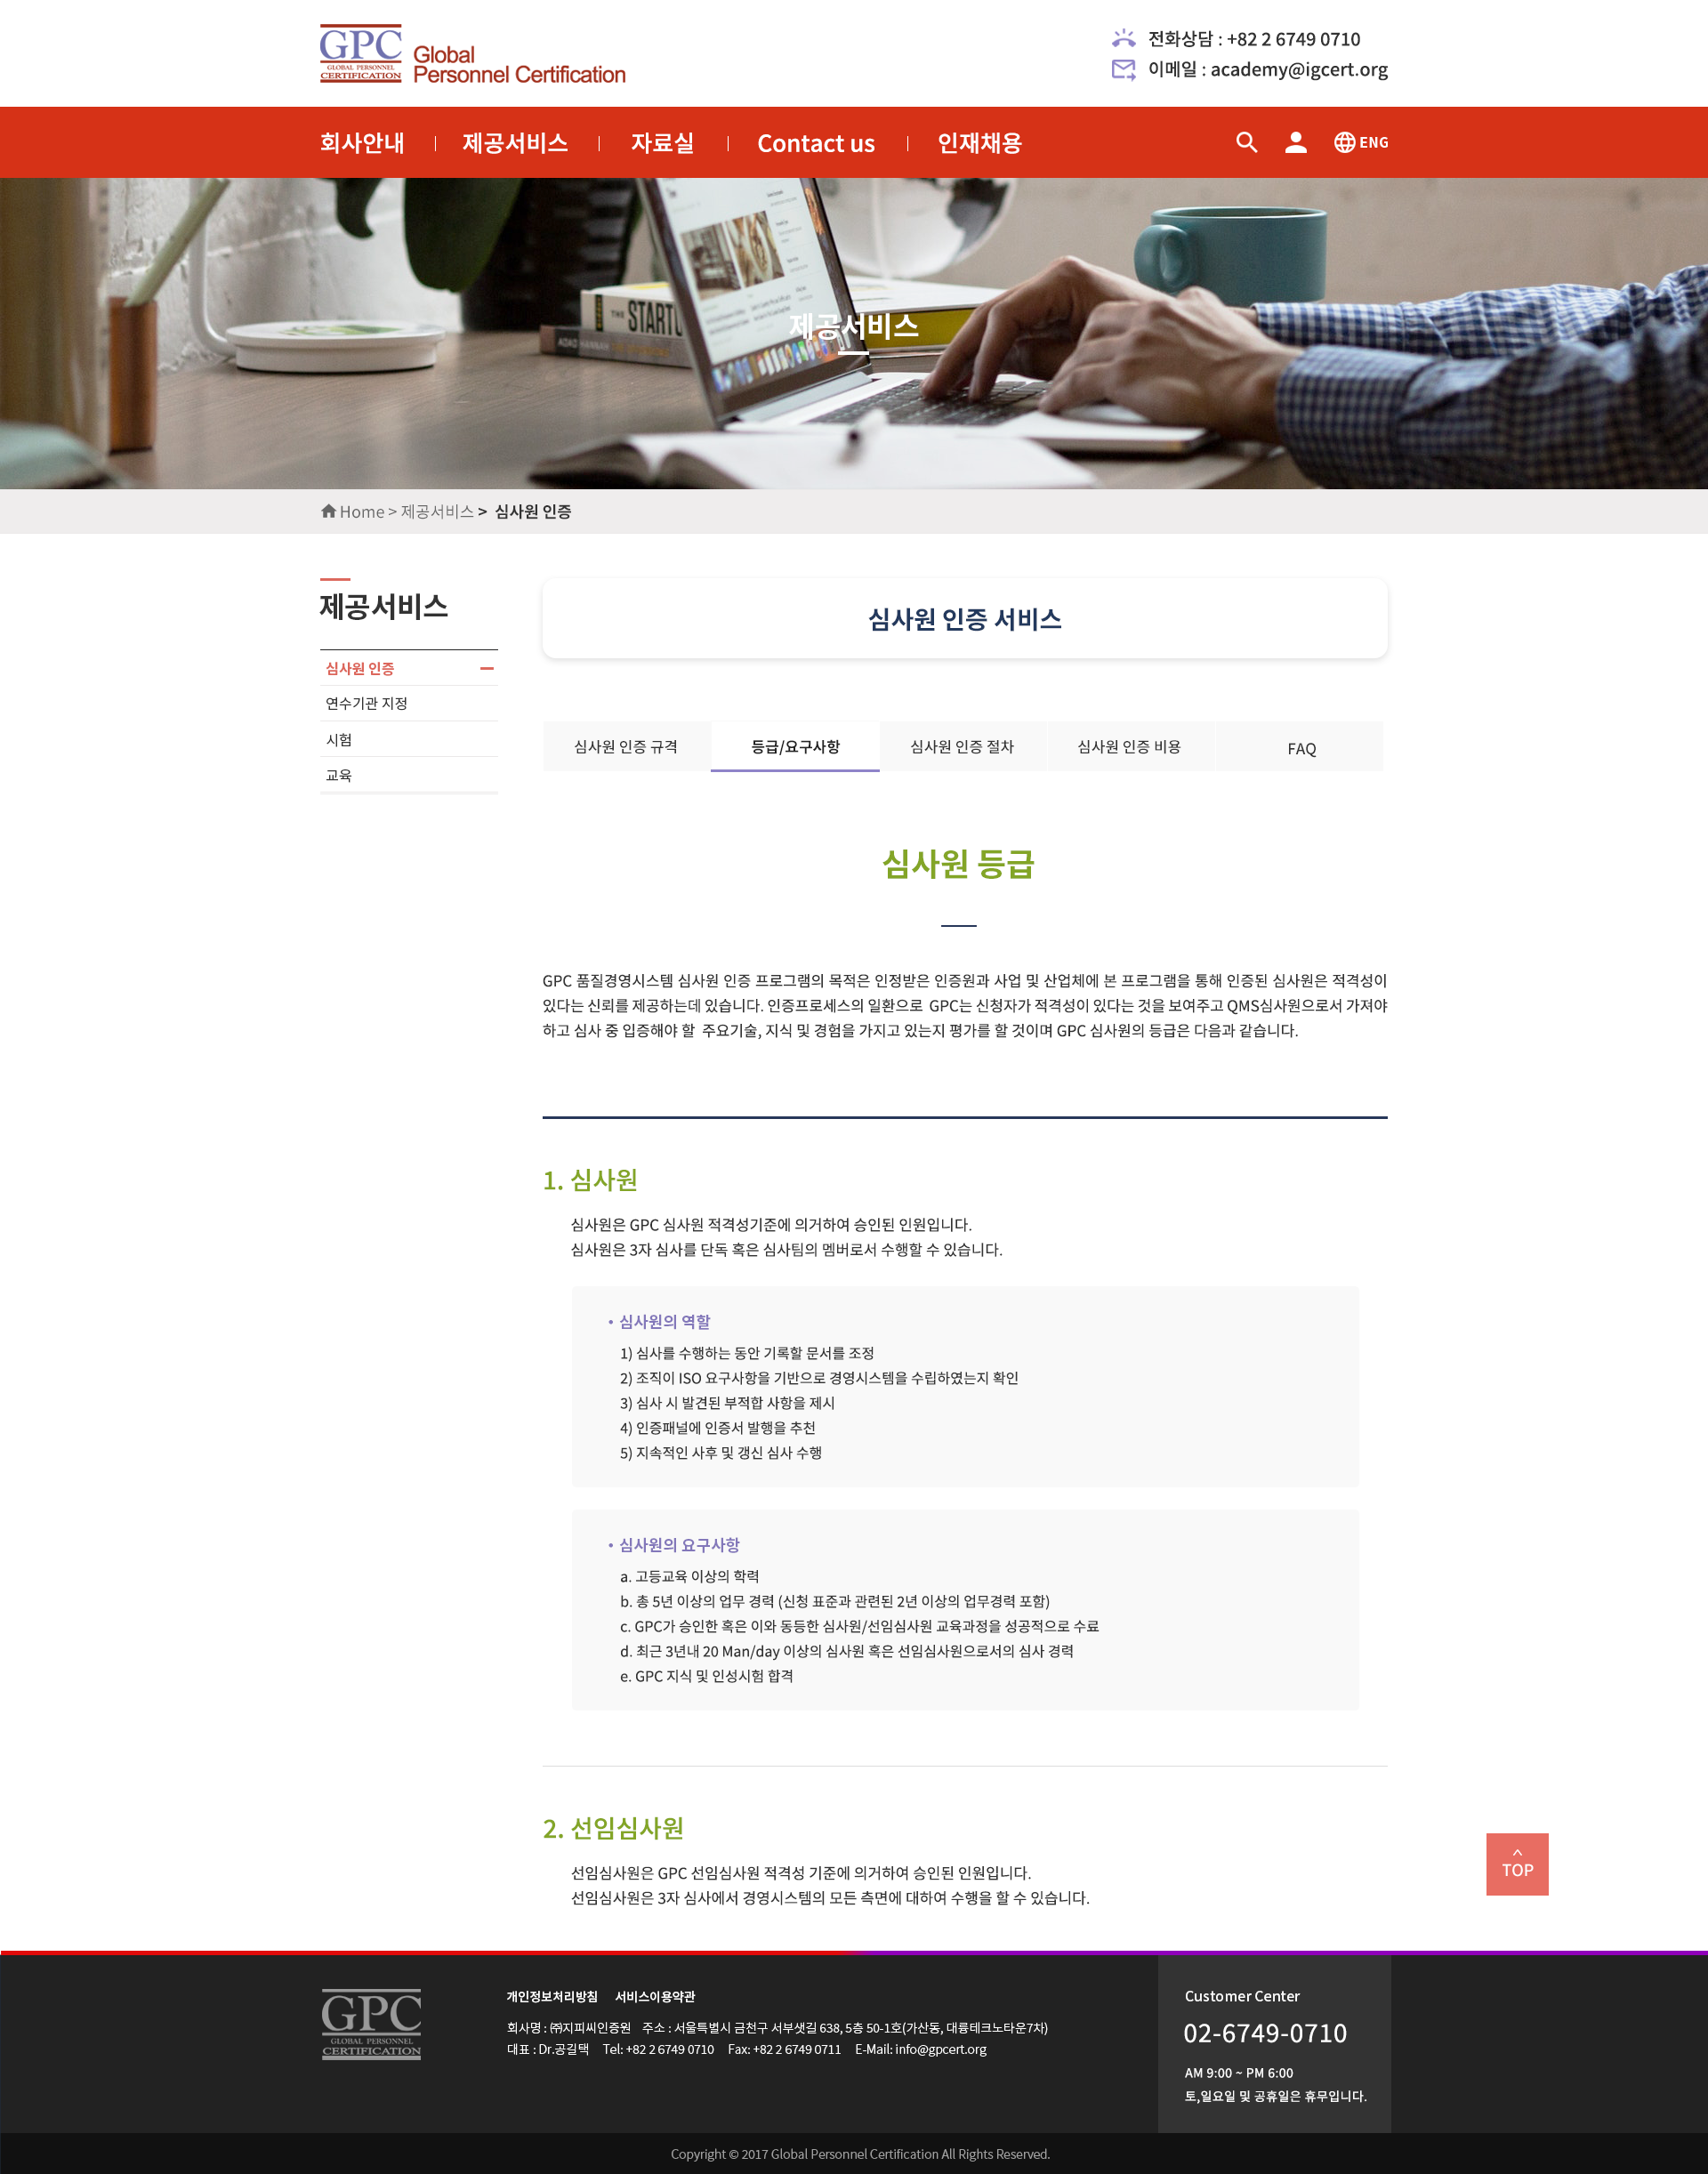 GPC
GLOBAL PERSONNEL
CERTIFICATION
Global
Personnel Certification
전화상담 : +82 2 6749 0710
이메일 : academy@igcert.org
회사안내
제공서비스
자료실
Contact us
인재채용
ENG
START
ADAO HANNAH
제공서비스
Home > 제공서비스 > 심사원 인증
제공서비스
심사원 인증
연수기관 지정
시험
교육
심사원 인증 서비스
심사원 인증 규격
등급/요구사항
심사원 인증 절차
심사원 인증 비용
FAQ
심사원 등급
GPC 품질경영시스템 심사원 인증 프로그램의 목적은 인정받은 인증원과 사업 및 산업체에 본 프로그램을 통해 인증된 심사원은 적격성이
있다는 신뢰를 제공하는데 있습니다. 인증프로세스의 일환으로 GPC는 신청자가 적격성이 있다는 것을 보여주고 QMS심사원으로서 가져야
하고 심사 중 입증해야 할 주요기술, 지식 및 경험을 가지고 있는지 평가를 할 것이며 GPC 심사원의 등급은 다음과 같습니다.
1. 심사원
심사원은 GPC 심사원 적격성기준에 의거하여 승인된 인원입니다.
심사원은 3자 심사를 단독 혹은 심사팀의 멤버로서 수행할 수 있습니다.
• 심사원의 역할
1) 심사를 수행하는 동안 기록할 문서를 조정
2) 조직이 ISO 요구사항을 기반으로 경영시스템을 수립하였는지 확인
3) 심사 시 발견된 부적합 사항을 제시
4) 인증패널에 인증서 발행을 추천
5) 지속적인 사후 및 갱신 심사 수행
• 심사원의 요구사항
a. 고등교육 이상의 학력
b. 총 5년 이상의 업무 경력 (신청 표준과 관련된 2년 이상의 업무경력 포함)
c. GPC가 승인한 혹은 이와 동등한 심사원/선임심사원 교육과정을 성공적으로 수료
d. 최근 3년내 20 Man/day 이상의 심사원 혹은 선임심사원으로서의 심사 경력
e. GPC 지식 및 인성시험 합격
2. 선임심사원
선임심사원은 GPC 선임심사원 적격성 기준에 의거하여 승인된 인원입니다.
선임심사원은 3자 심사에서 경영시스템의 모든 측면에 대하여 수행을 할 수 있습니다.
TOP
GPC
GLOBAL PERSONNEL
CERTIFICATION
개인정보처리방침 서비스이용약관
회사명 : ㈜지피씨인증원 주소 : 서울특별시 금천구 서부샛길 638, 5층 50-1호(가산동, 대륭테크노타운7차)
대표 : Dr.공길택 Tel: +82 2 6749 0710 Fax: +82 2 6749 0711 E-Mail: info@gpcert.org
Customer Center
02-6749-0710
AM 9:00 ~ PM 6:00
토,일요일 및 공휴일은 휴무입니다.
Copyright © 2017 Global Personnel Certification All Rights Reserved.